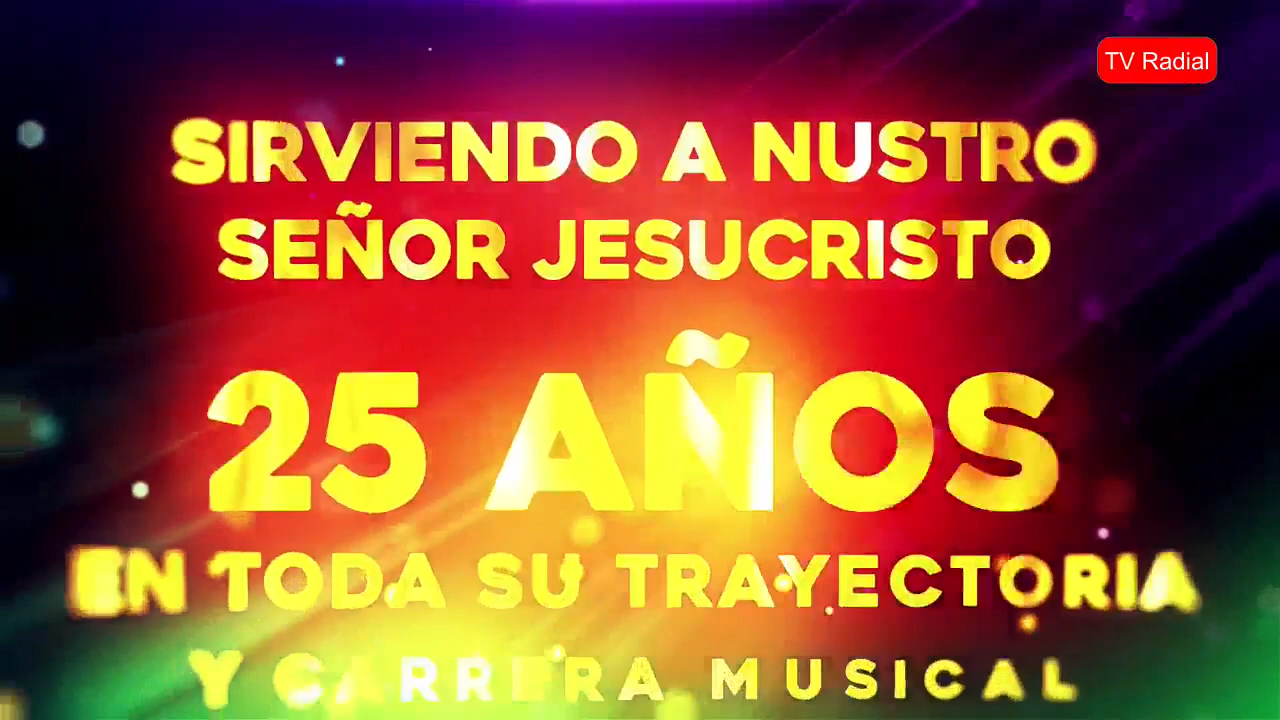 TV Radial
SIRVIENDO A NUSTRO
SEÑOR JESUCRISTO
25 AÑOS
EN TODA SU TRAYECTORIA
Y CARRERA MUSICAL